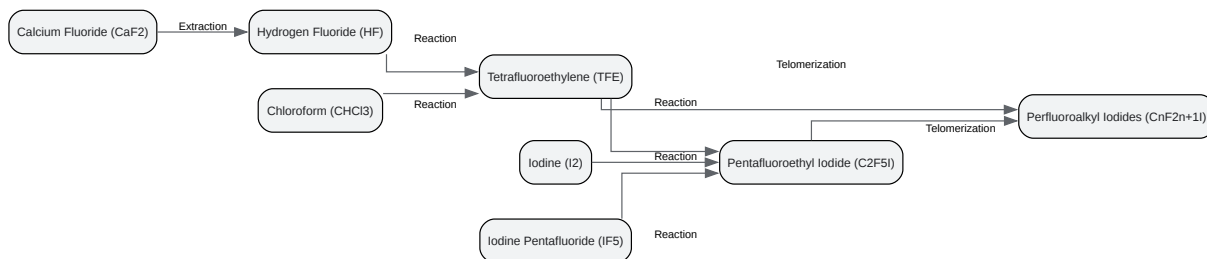 Calcium Fluoride (CaF2)
Extraction
Hydrogen Fluoride (HF)
Reaction
Chloroform (CHCl3)
Reaction
Tetrafluoroethylene (TFE)
Telomerization
Reaction
Perfluoroalkyl Iodides (CnF2n+1I)
Telomerization
Iodine (I2)
Reaction
Pentafluoroethyl Iodide (C2F5I)
Iodine Pentafluoride (IF5)
Reaction